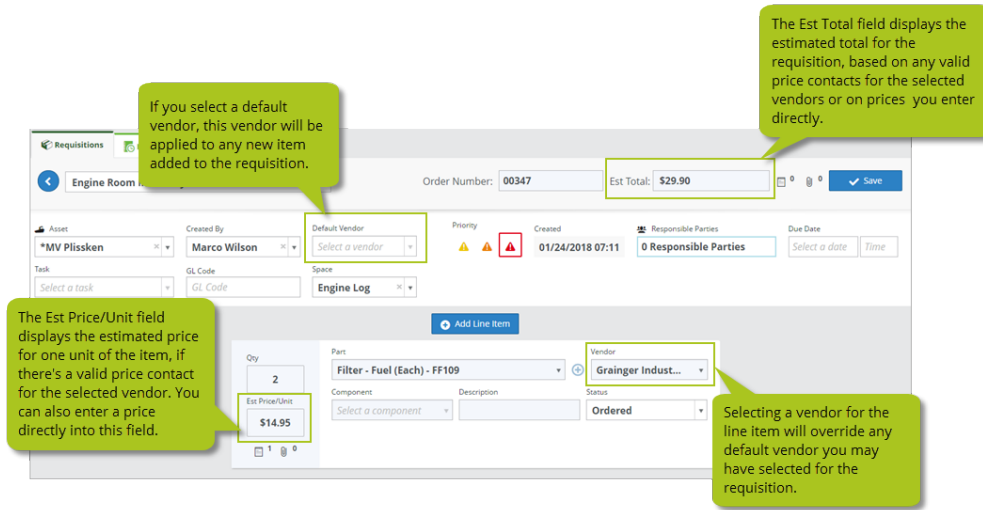 The Est Total field displays the
estimated total for the
requisition, based on any valid
price contacts for the selected
vendors or on prices you enter
directly.
If you select a default
vendor, this vendor will be
applied to any new item
added to the requisition.
Requisitions
Engine Room
Order Number: 00347
Est Total: $29.90
0 0
Save
Asset
*MV Plissken
Created By
Marco Wilson
Default Vendor
Select a vendor
Priority
Created
01/24/2018 07:11
Responsible Parties
0 Responsible Parties
Due Date
Select a date Time
Task
Select a task
GL Code
GL Code
Space
Engine Log
The Est Price/Unit field
displays the estimated price
for one unit of the item, if
there's a valid price contact
for the selected vendor. You
can also enter a price
directly into this field.
Add Line Item
Qty
2
Est Price/Unit
$14.95
1 0
Part
Filter - Fuel (Each) - FF109
Vendor
Grainger Indust...
Component
Select a component
Description
Status
Ordered
Selecting a vendor for the
line item will override any
default vendor you may
have selected for the
requisition.